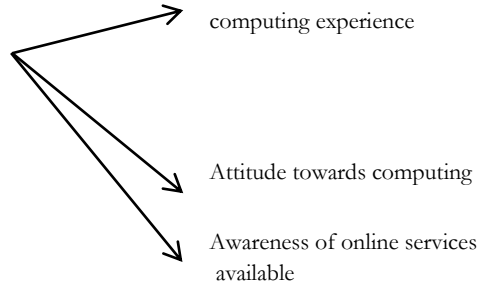 computing experience
Attitude towards computing
Awareness of online services
available